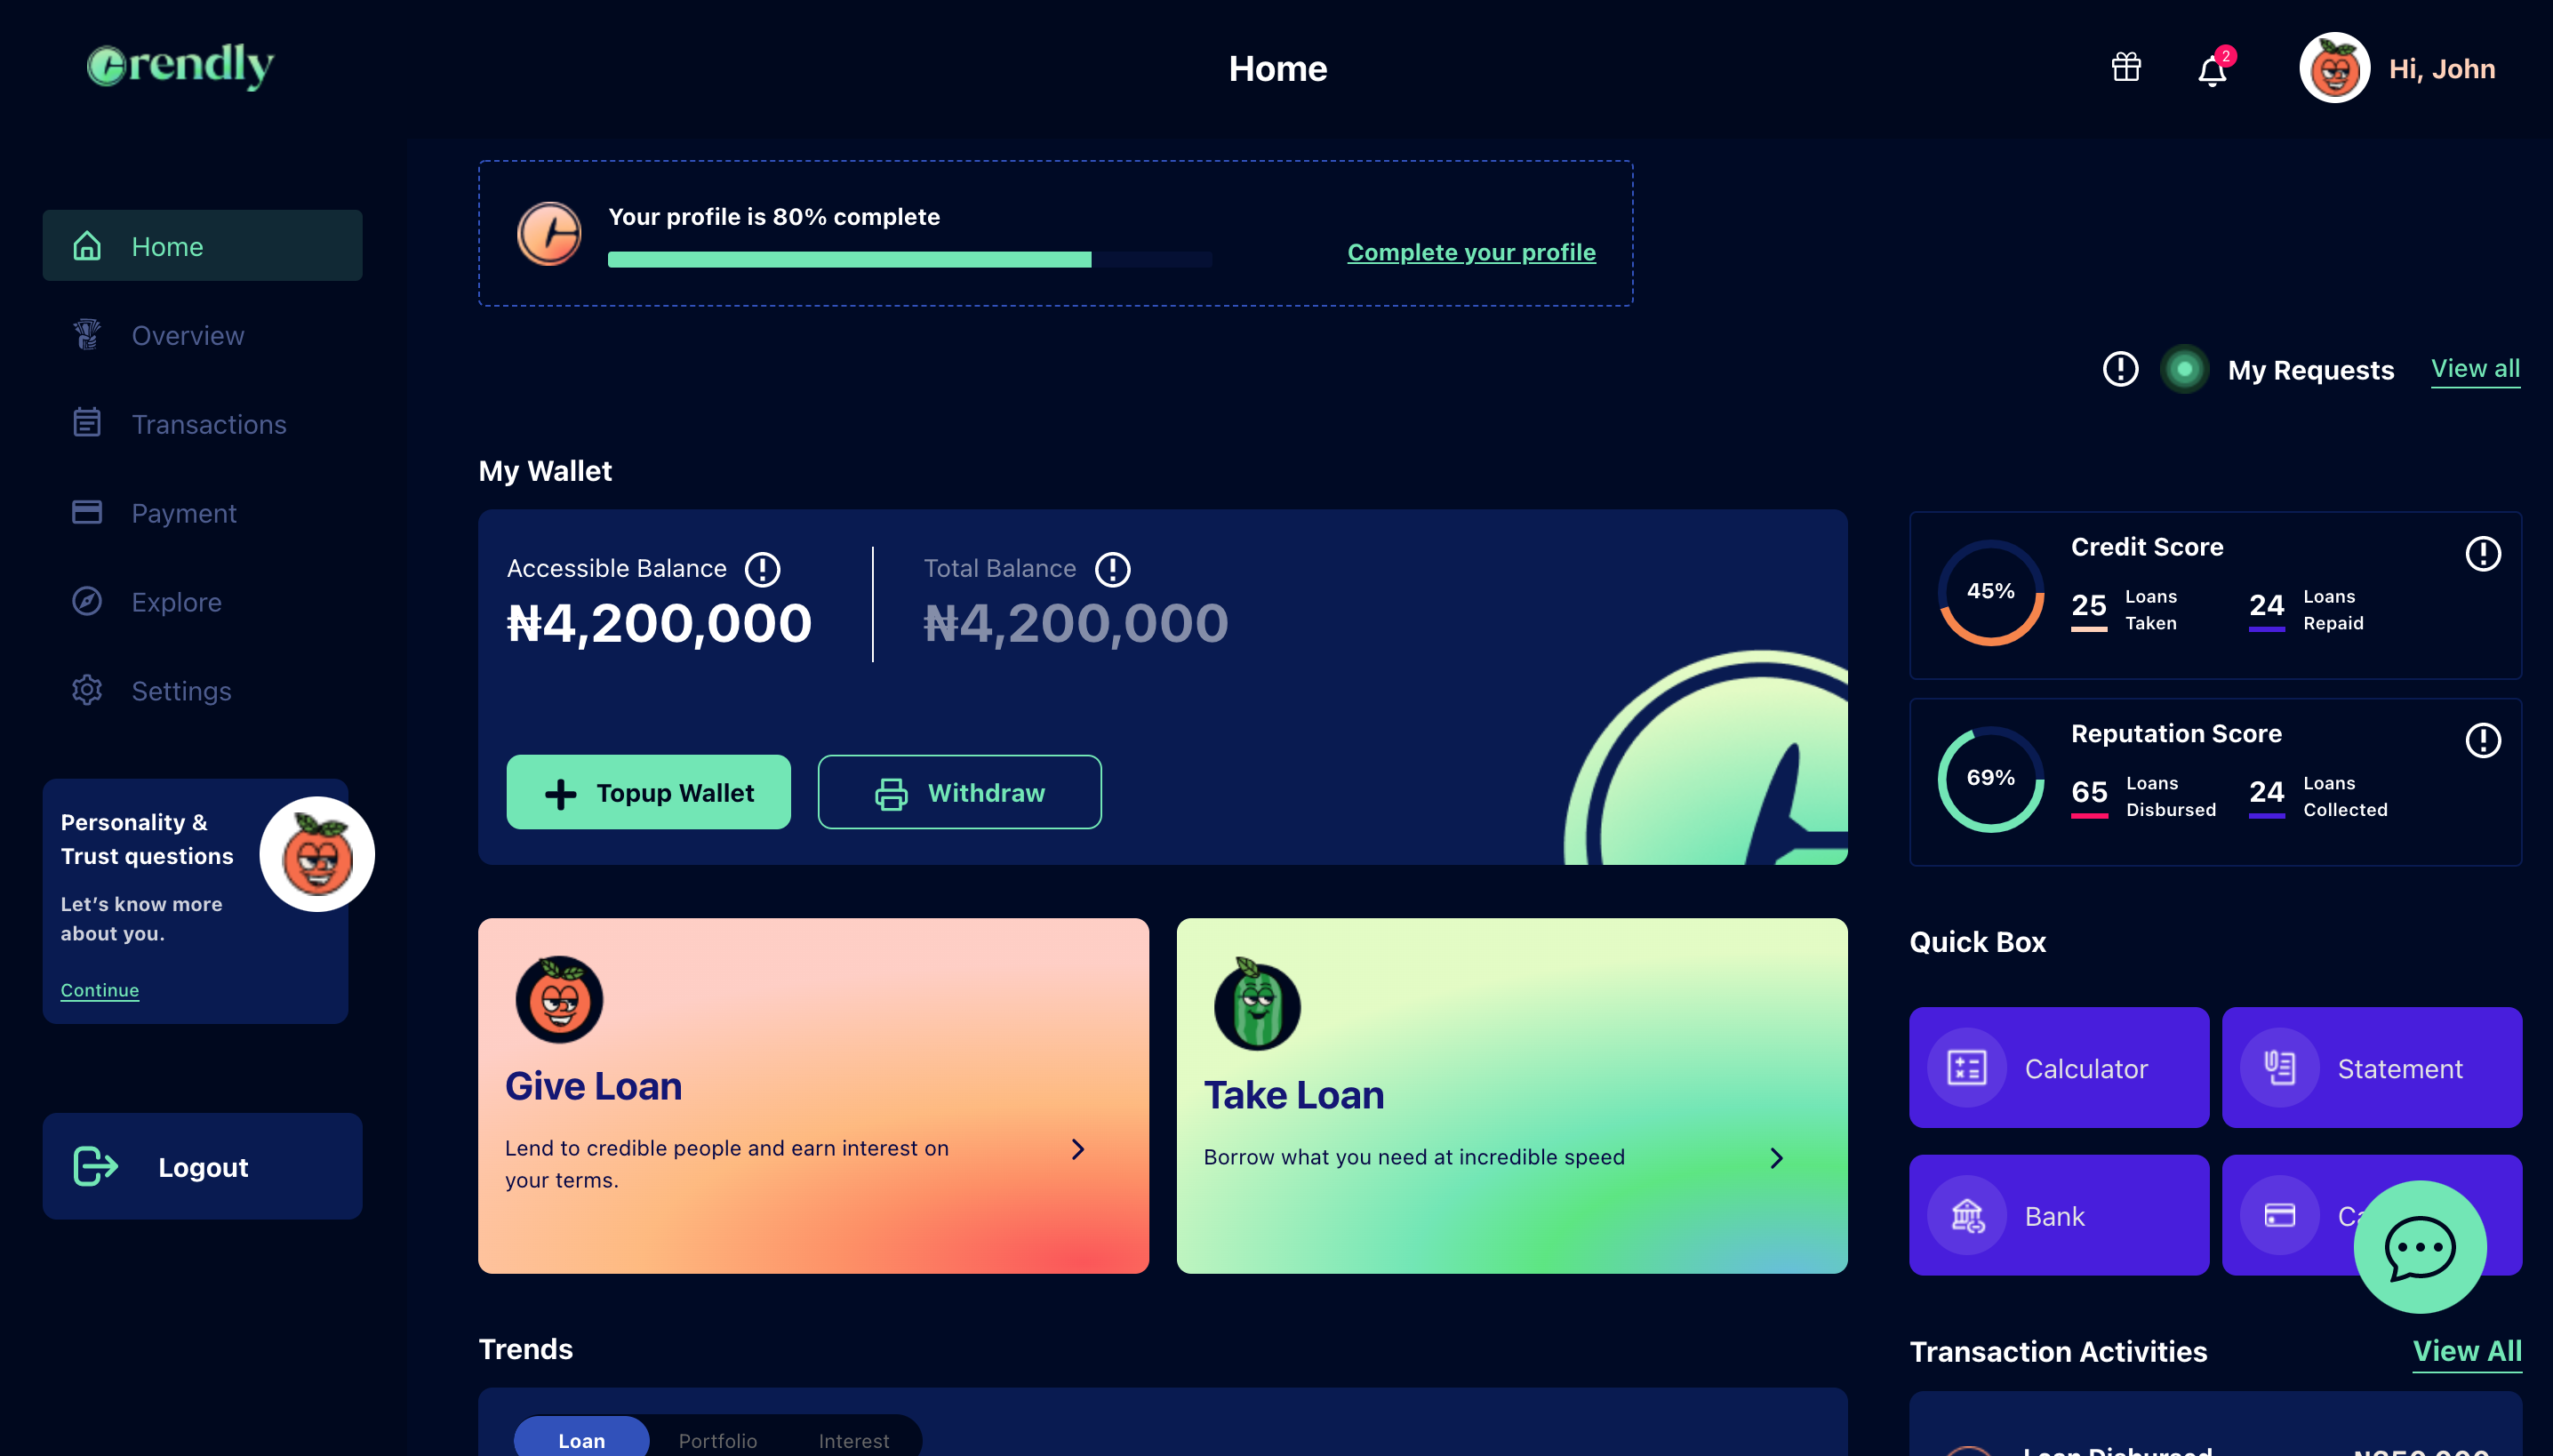 Crendly
Home
2
Hi, John
Home
Overview
Transactions
Payment
Explore
Settings
Personality &
Trust questions
Let’s know more
about you.
Continue
Logout
Your profile is 80% complete
Complete your profile
My Requests
View all
My Wallet
Accessible Balance
₦4,200,000
Total Balance
₦4,200,000
Topup Wallet
Withdraw
45%
Credit Score
25 Loans Taken
24 Loans Repaid
69%
Reputation Score
65 Loans Disbursed
24 Loans Collected
Give Loan
Lend to credible people and earn interest on
your terms.
Take Loan
Borrow what you need at incredible speed
Quick Box
Calculator
Statement
Bank
Trends
Loan
Portfolio
Interest
Transaction Activities
View All
Loan Disbursed